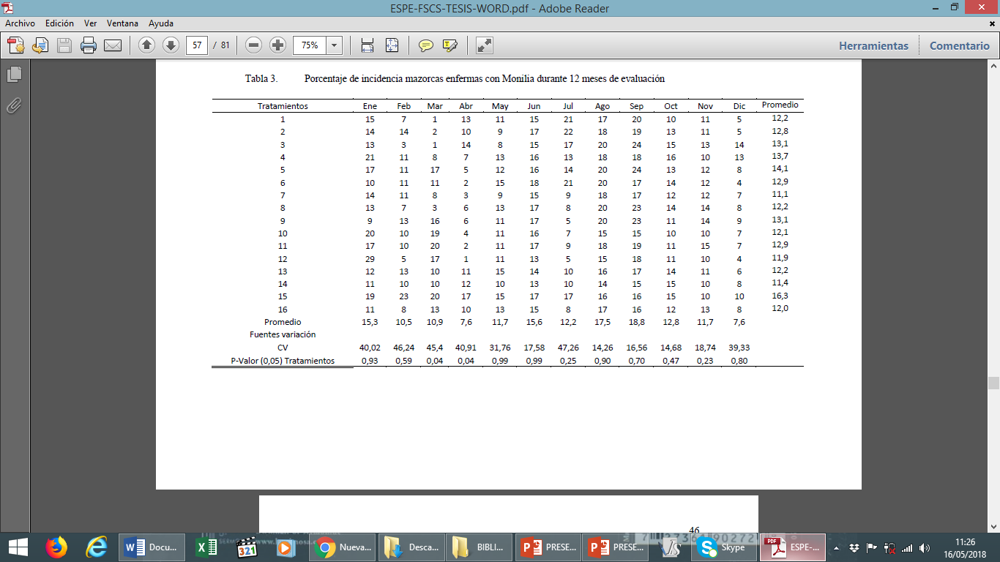 ESPE-FSCS-TESIS-WORD.pdf - Adobe Reader
Archivo Edición Ver Ventana Ayuda
57 / 81 75% Herramientas Comentario
Tabla 3. Porcentaje de incidencia mazorcas enfermas con Monilia durante 12 meses de evaluación
Tratamientos Ene Feb Mar Abr May Jun Jul Ago Sep Oct Nov Dic Promedio
1 15 7 1 13 11 15 21 17 20 10 11 5 12,2
2 14 14 2 10 9 17 22 18 19 13 11 5 12,8
3 13 3 1 14 8 15 17 20 24 15 13 14 13,1
4 21 11 8 7 13 16 13 18 18 16 10 13 13,7
5 17 11 17 5 12 16 14 20 24 13 12 8 14,1
6 10 11 11 2 15 18 21 20 17 14 12 4 12,9
7 14 11 8 3 9 15 9 18 17 12 12 7 11,1
8 13 7 3 6 13 17 8 20 23 14 14 8 12,2
9 9 13 16 6 11 17 5 20 23 11 14 9 13,1
10 20 10 19 4 11 16 7 15 15 10 10 7 12,1
11 17 10 20 2 11 17 9 18 19 11 15 7 12,9
12 29 5 17 1 11 13 5 15 18 11 10 4 11,9
13 12 13 10 11 15 14 10 16 17 14 11 6 12,2
14 11 10 10 12 10 13 10 14 15 15 10 8 11,4
15 19 23 20 17 15 17 17 16 16 15 10 10 16,3
16 11 8 13 10 13 15 8 17 16 12 13 8 12,0
Promedio 15,3 10,5 10,9 7,6 11,7 15,6 12,2 17,5 18,8 12,8 11,7 7,6
Fuentes variación
CV 40,02 46,24 45,4 40,91 31,76 17,58 47,26 14,26 16,56 14,68 18,74 39,33
P-Valor (0,05) Tratamientos 0,93 0,59 0,04 0,04 0,99 0,99 0,25 0,90 0,70 0,47 0,23 0,80
46
Docu... 321 Nueva... Desca... BIBLI... PRESE... PRESE... Skype ESPE-... 11:26
16/05/2018